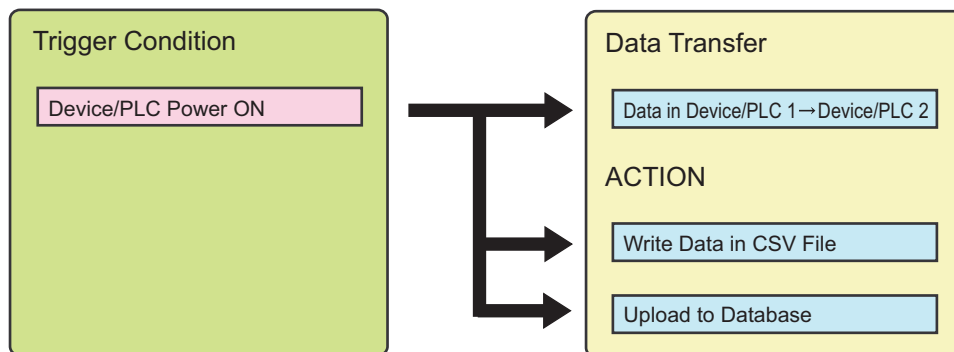 Trigger Condition
Device/PLC Power ON
Data Transfer
Data in Device/PLC 1→Device/PLC 2
ACTION
Write Data in CSV File
Upload to Database